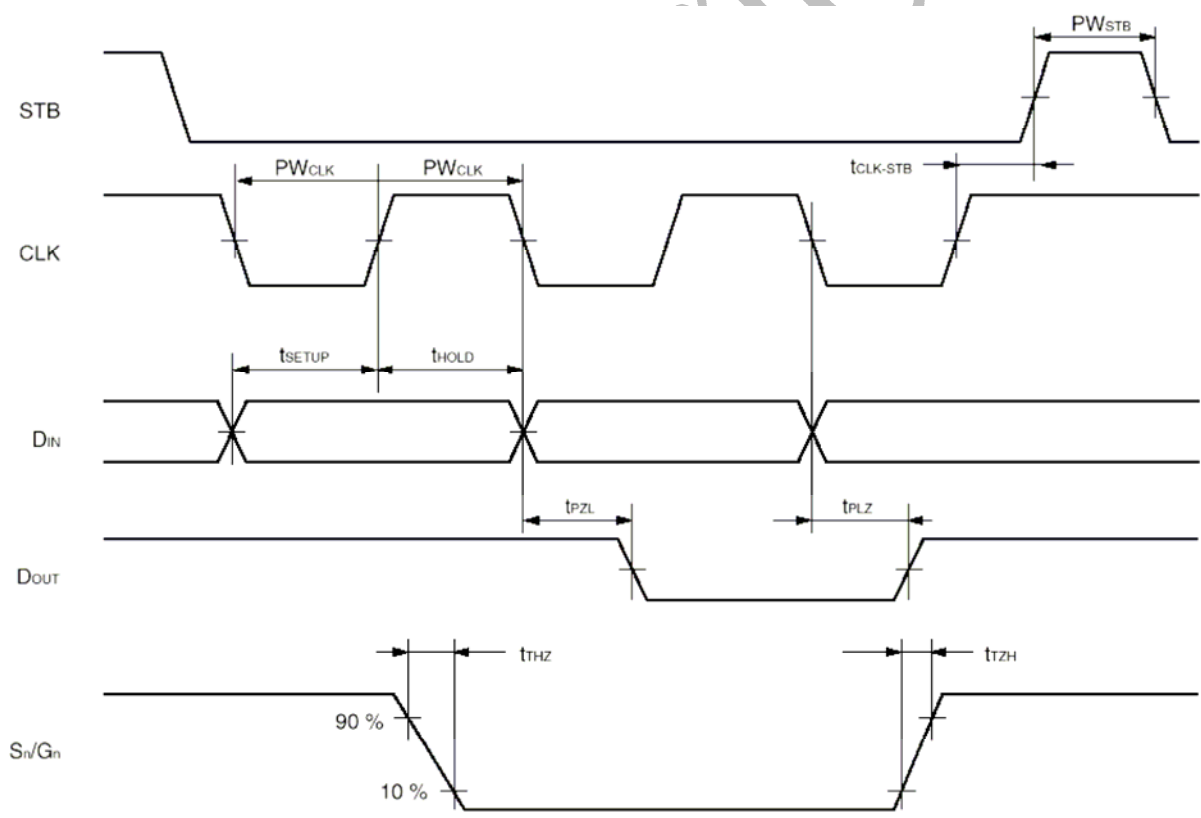 PWSTB
STB
PWCLK PWCLK tCLK-STB
CLK
tSETUP tHOLD
DIN
tPZL tPLZ
DOUT
tTHZ tTZH
90 %
Sn/Gn
10 %